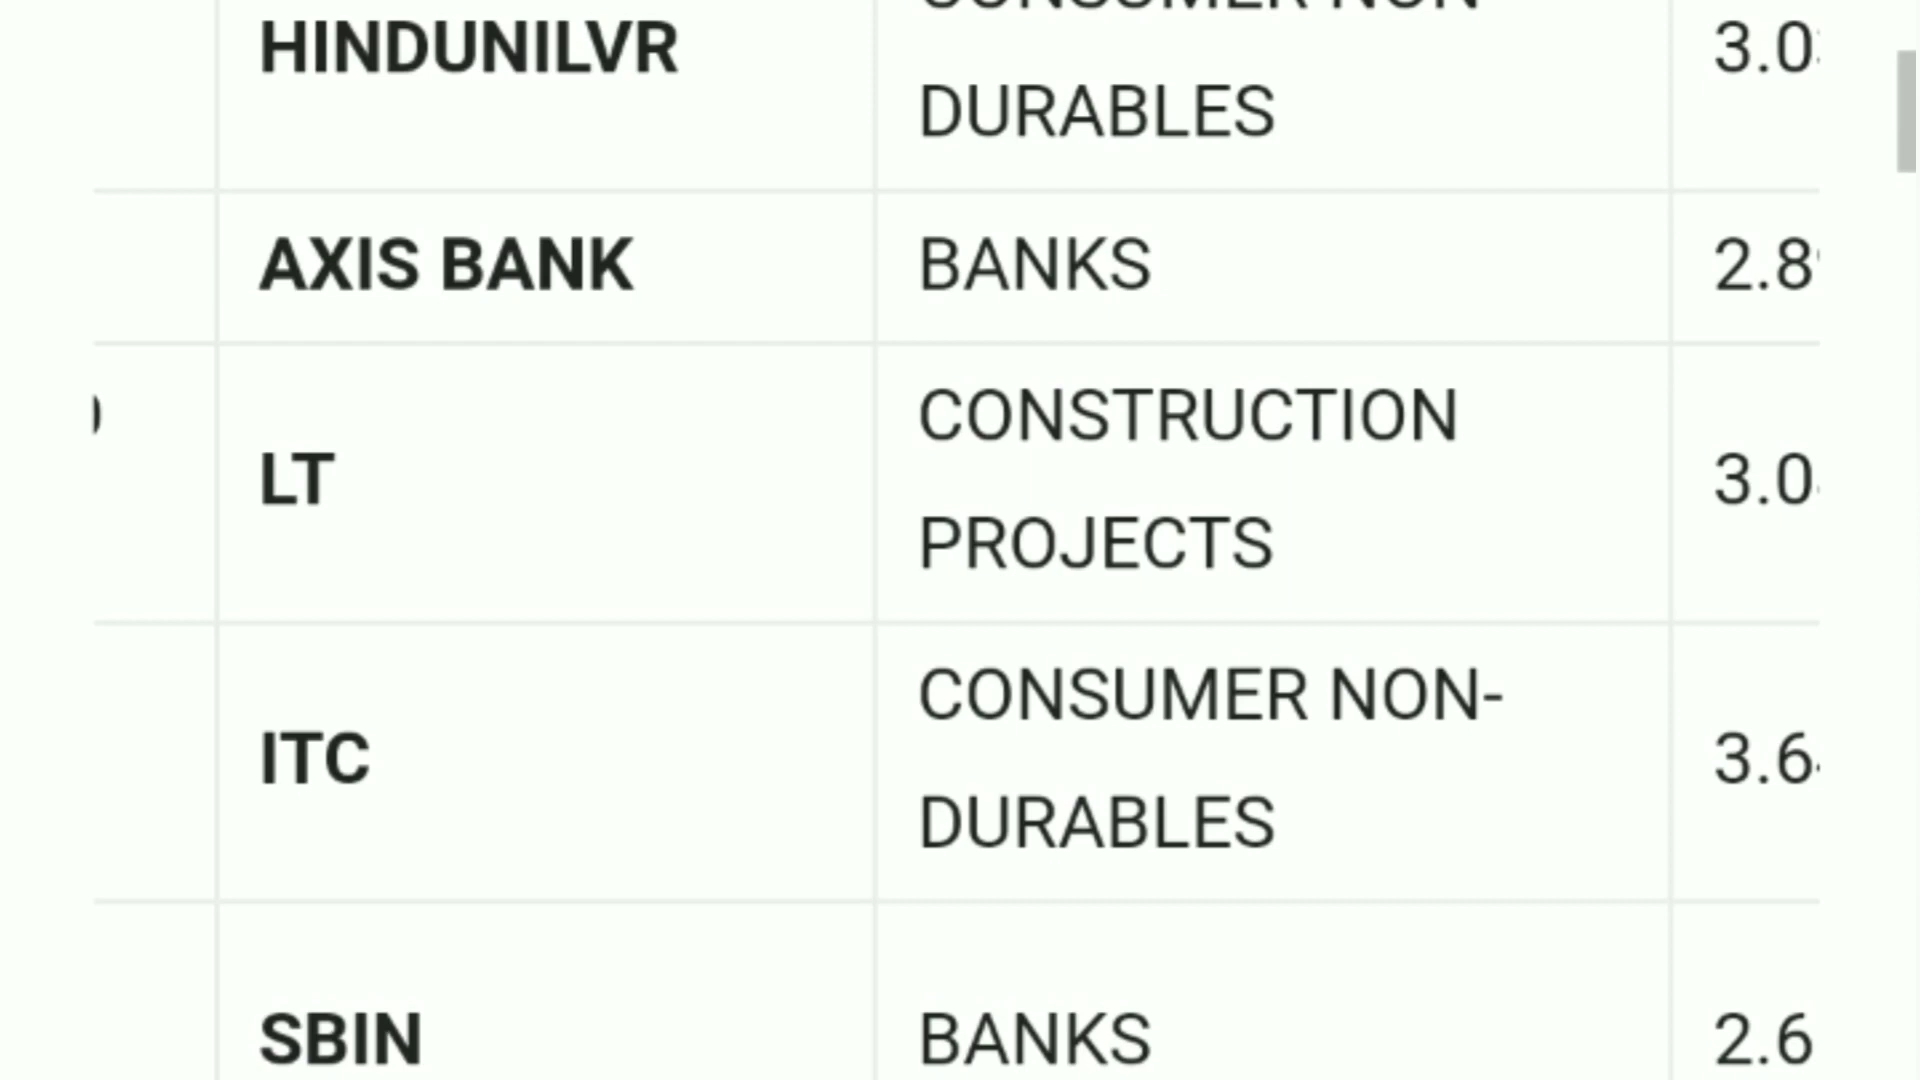 CONSUMER NON-
HINDUNILVR
3.0
DURABLES
AXIS BANK
BANKS
2.8
CONSTRUCTION
LT
3.0
PROJECTS
CONSUMER NON-
ITC
3.6
DURABLES
SBIN
BANKS
2.6